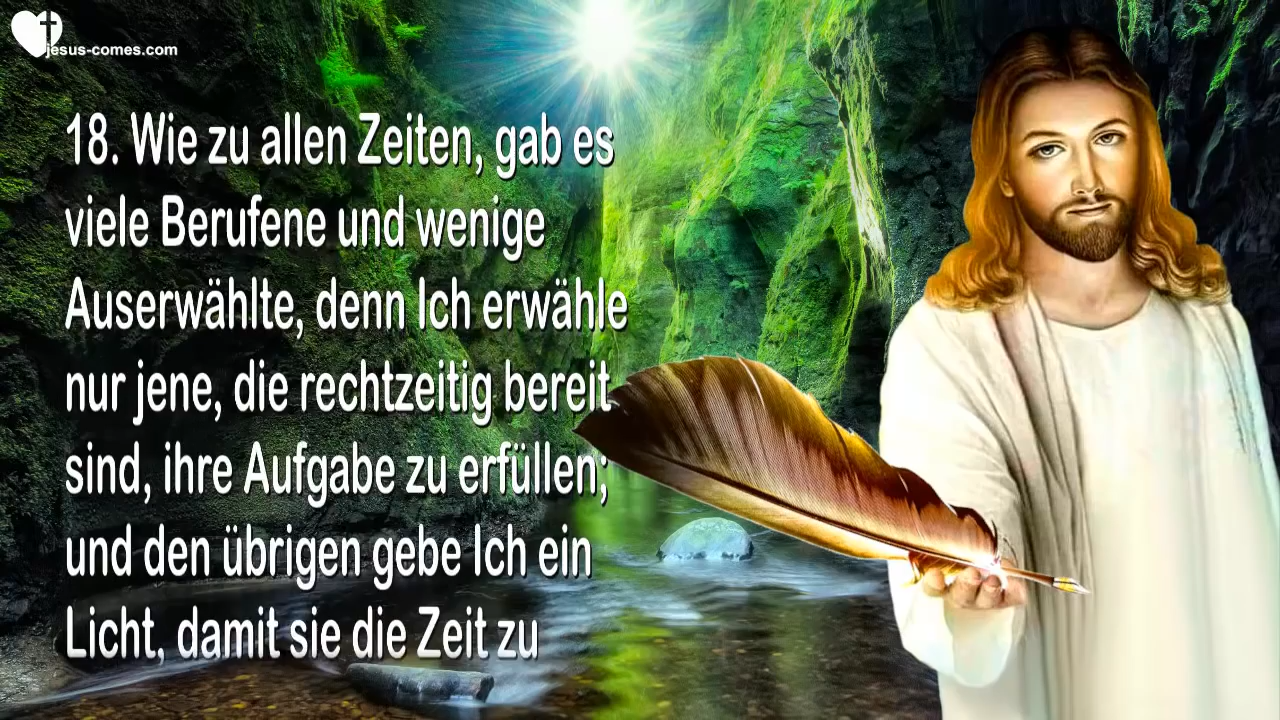 jesus-comes.com
18. Wie zu allen Zeiten, gab es
viele Berufene und wenige
Auserwählte, denn Ich erwähle
nur jene, die rechtzeitig bereit
sind, ihre Aufgabe zu erfüllen;
und den übrigen gebe Ich ein
Licht, damit sie die Zeit zu